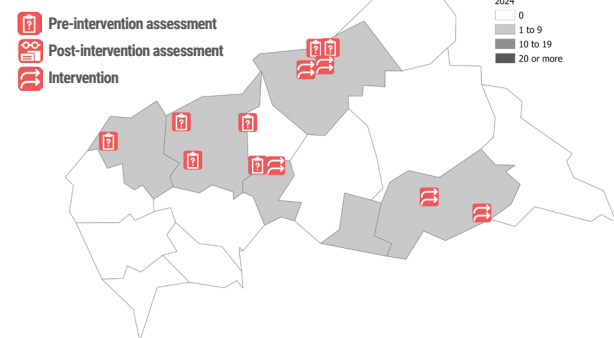 2024
Pre-intervention assessment
0
1 to 9
Post-intervention assessment
10 to 19
20 or more
Intervention